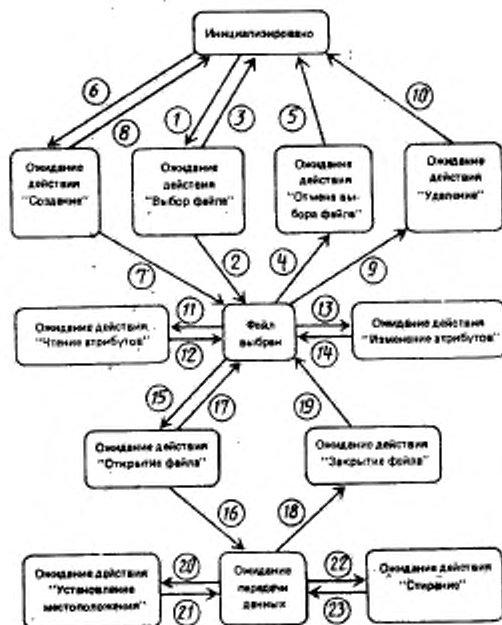 Инициализировано
6
8
1
3
5
10
Ожидание
действия
"Создание"
Ожидание
действия
"Выбор файла"
Ожидание
действия
"Отмена вы-
бора файла"
Ожидание
действия
"Удаление"
7
2
4
9
Ожидание действия
"Чтение атрибутов"
11
12
Файл
выбран
13
14
Ожидание действия
"Изменение атрибутов"
15
17
19
Ожидание действия
"Открытие файла"
Ожидание действия
"Закрытие файла"
16
18
Ожидание действия
"Установление
местоположения"
20
21
Ожидание
передачи
данных
22
23
Ожидание действия
"Стирание"